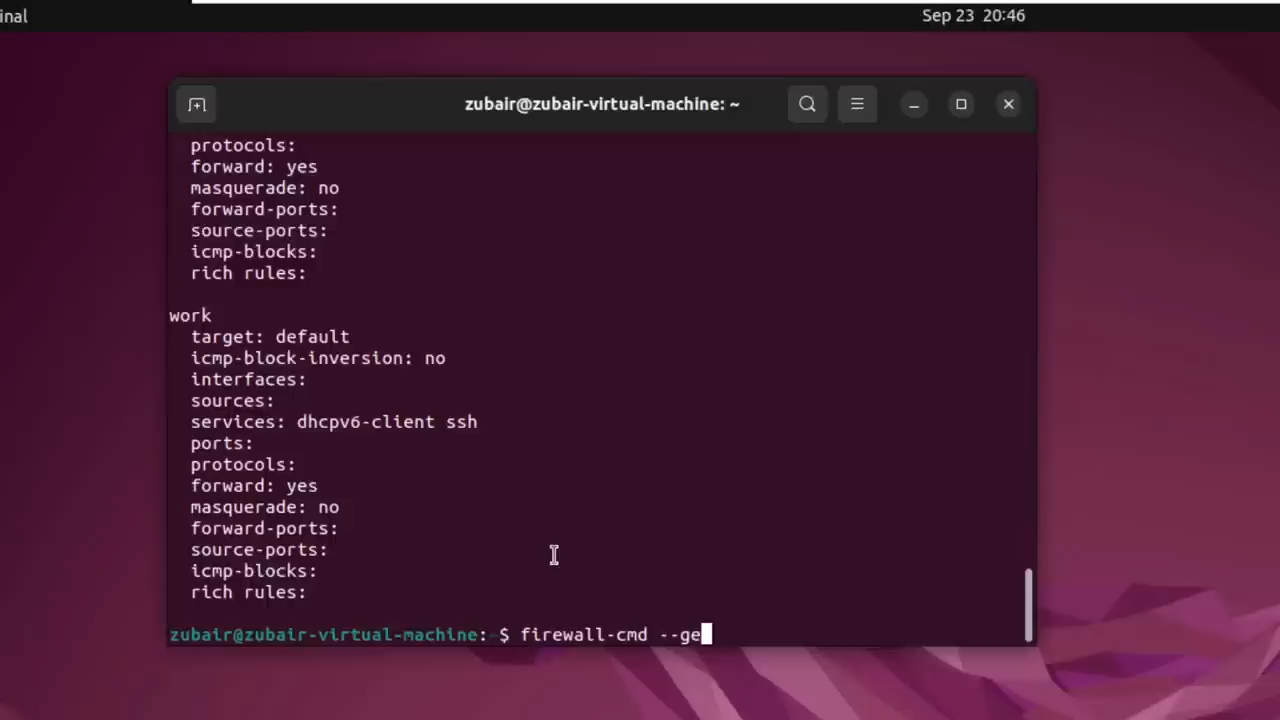 inal
Sep 23 20:46
zubair@zubair-virtual-machine: ~
protocols:
forward: yes
masquerade: no
forward-ports:
source-ports:
icmp-blocks:
rich rules:
work
target: default
icmp-block-inversion: no
interfaces:
sources:
services: dhcpv6-client ssh
ports:
protocols:
forward: yes
masquerade: no
forward-ports:
source-ports:
icmp-blocks:
rich rules:
zubair@zubair-virtual-machine:~$ firewall-cmd --ge